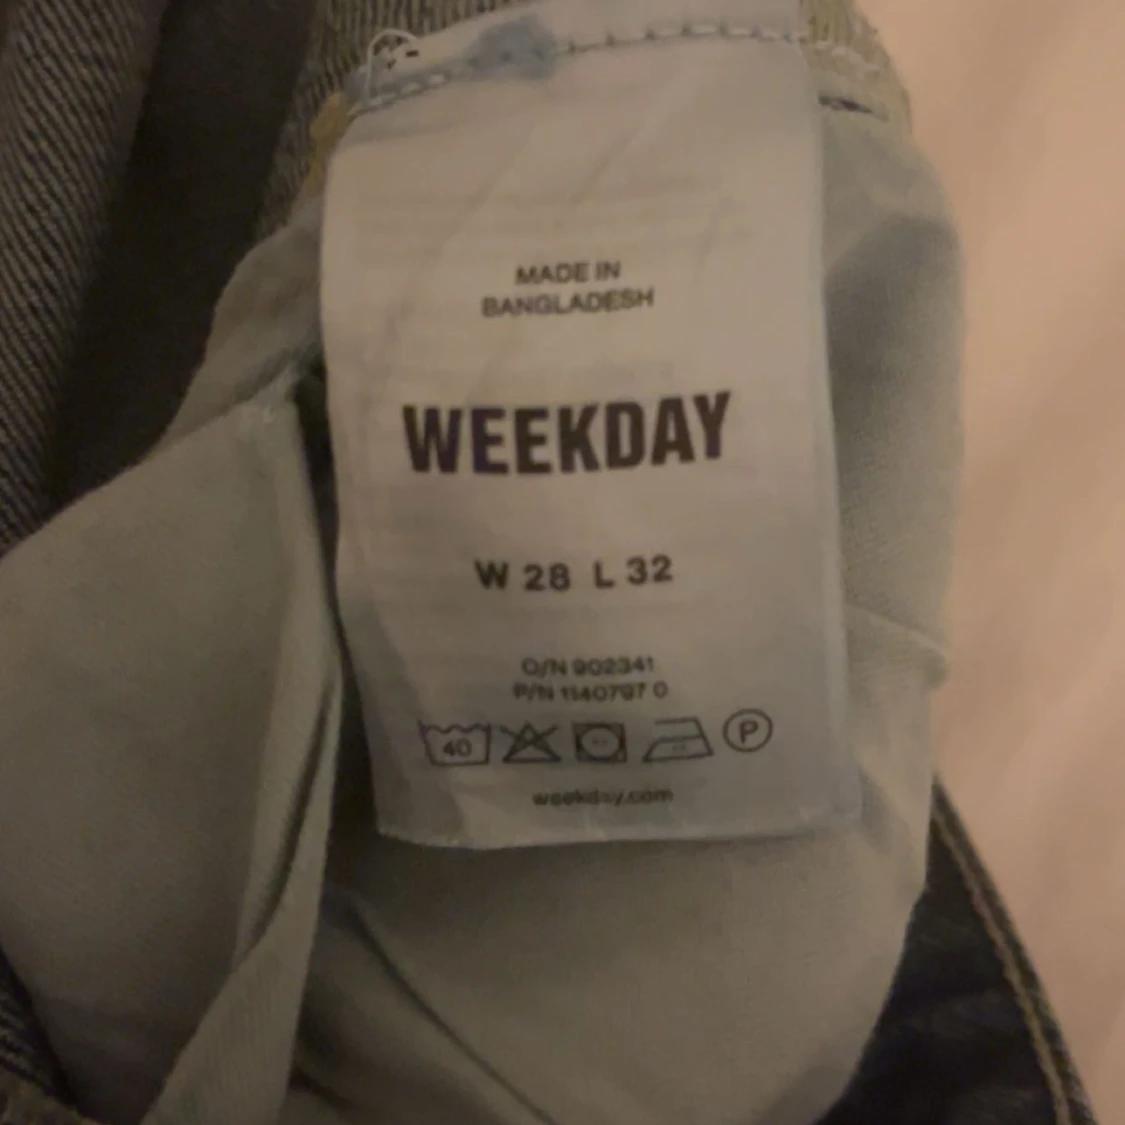 MADE IN
BANGLADESH
WEEKDAY
W 28 L 32
O/N 902341
P/N 1140797 0
40 P
weekday.com